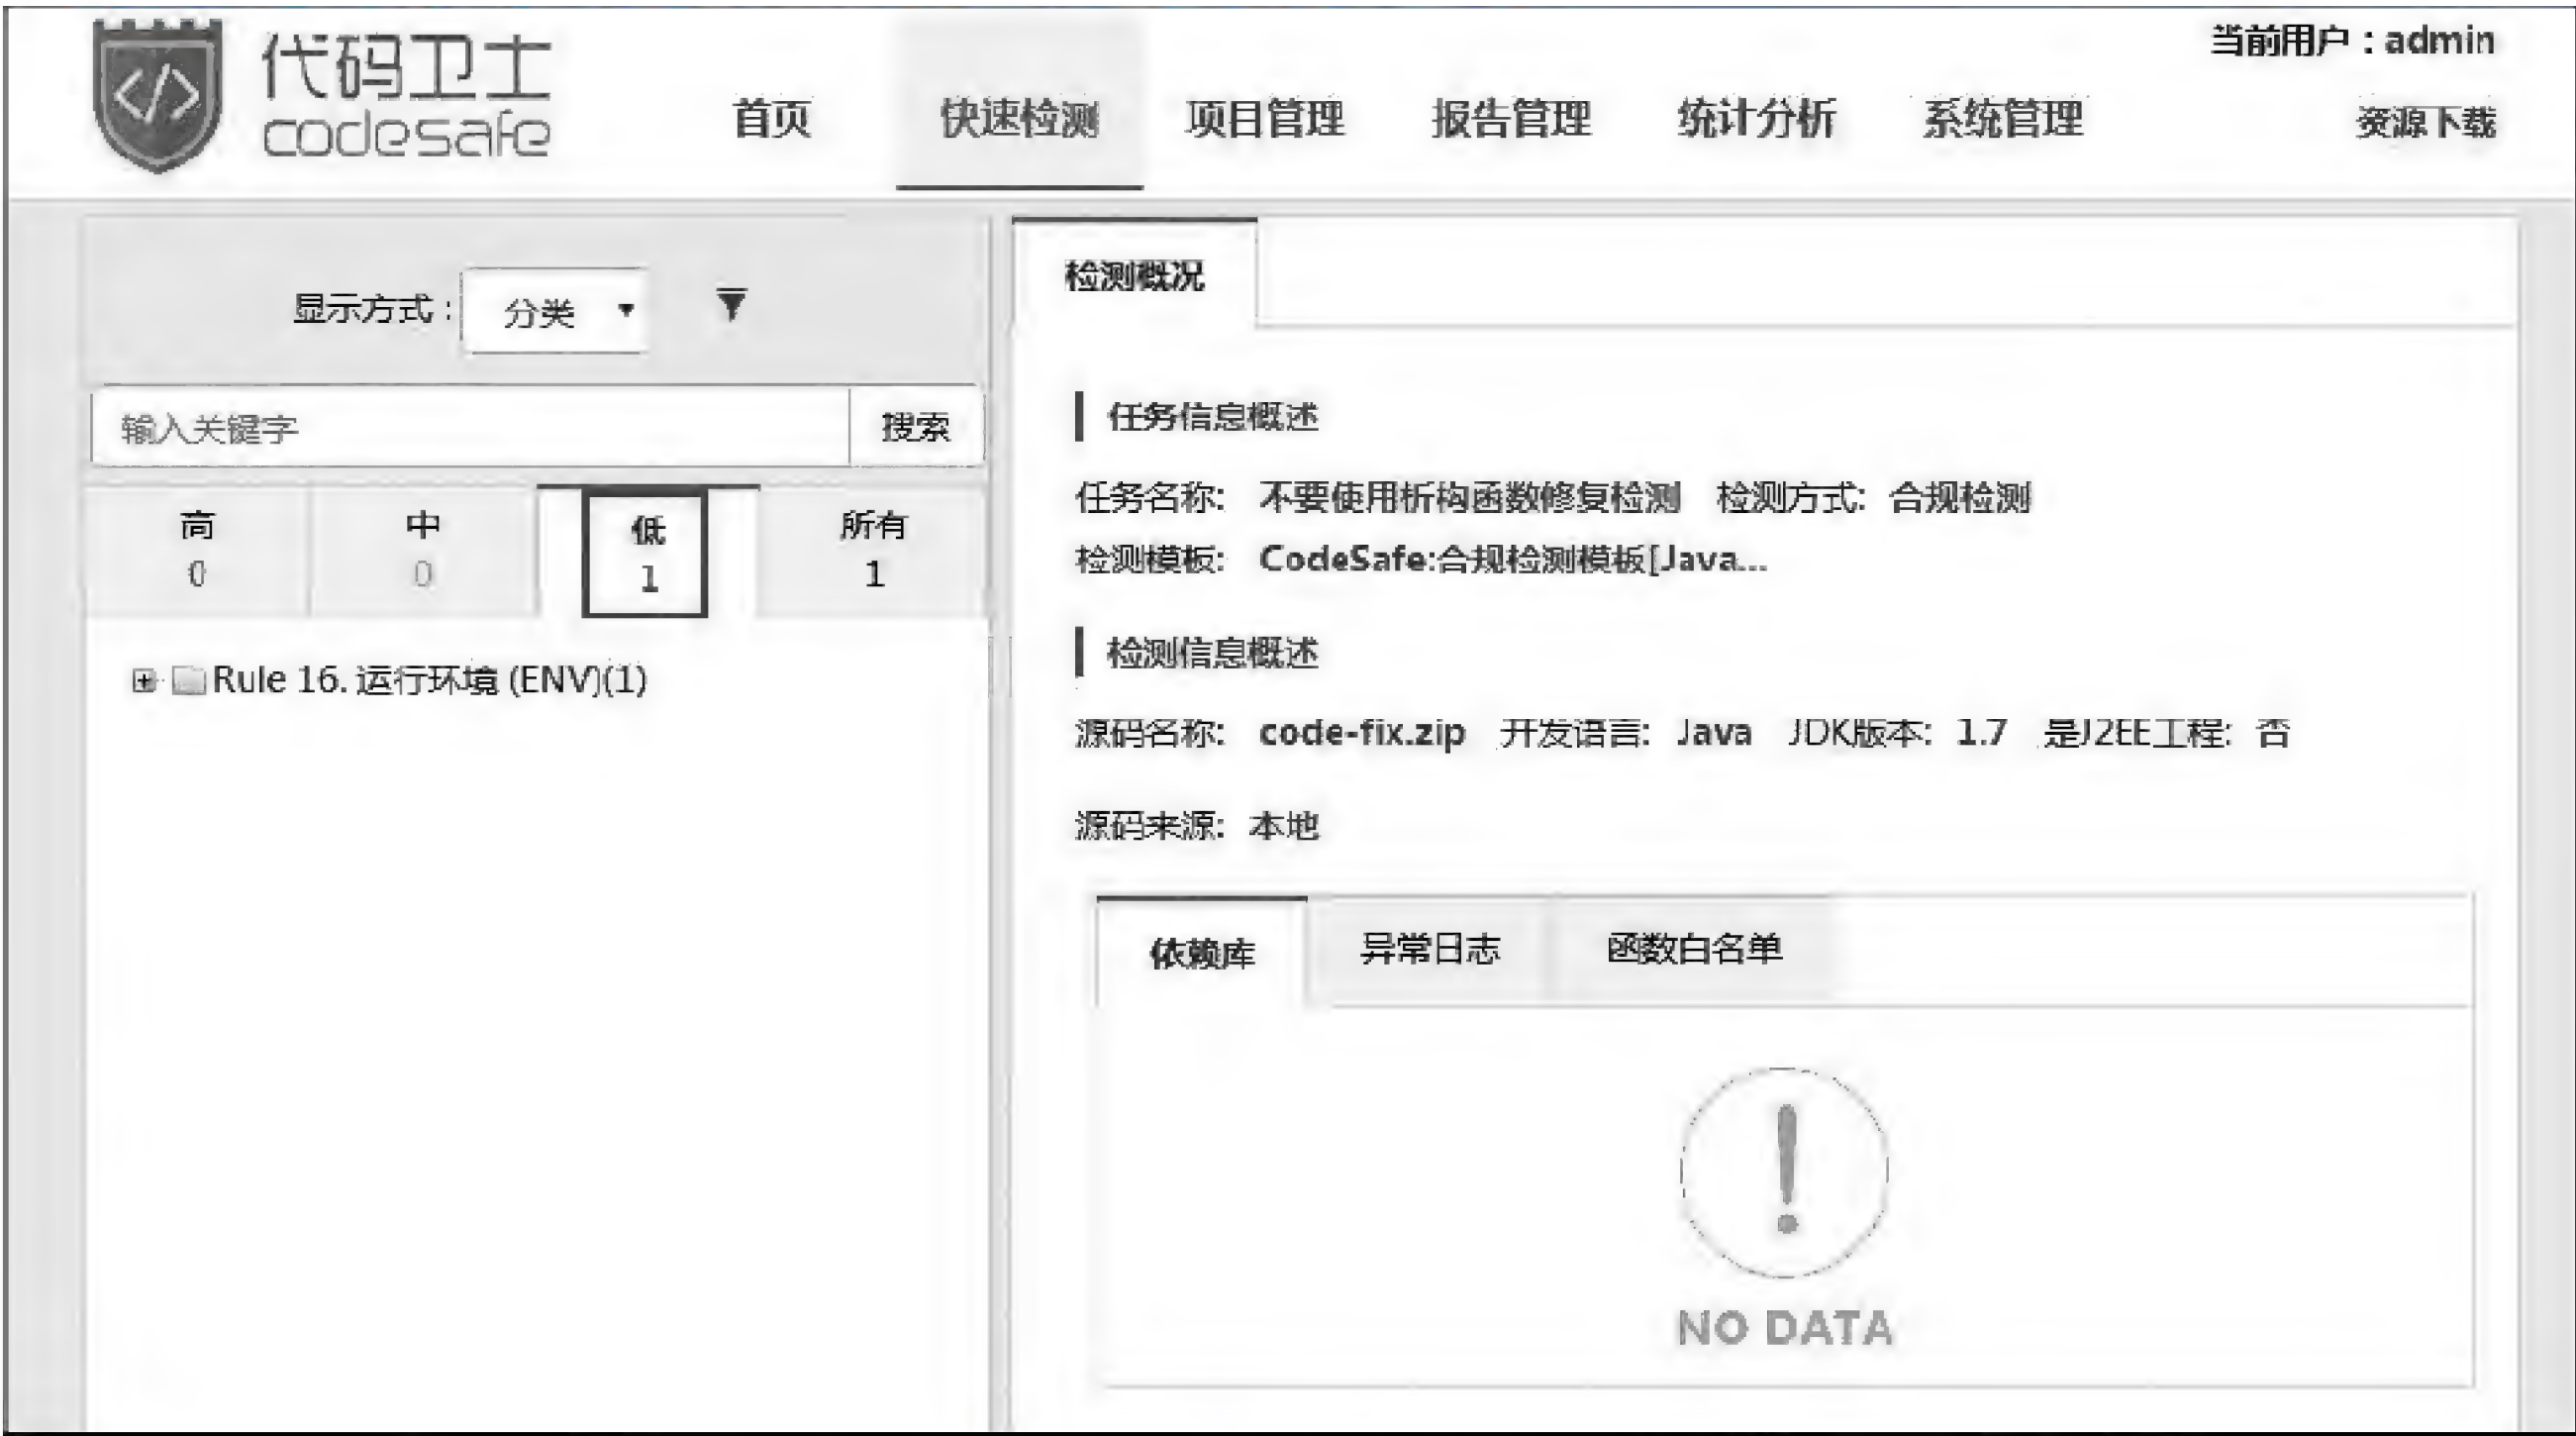 代码卫士
codesafe
当前用户：admin
首页 快速检测 项目管理 报告管理 统计分析 系统管理 资源下载
显示方式： 分类
输入关键字 搜索
高 中 低 所有
0 0 1 1
Rule 16. 运行环境 (ENV)(1)
检测概况
任务信息概述
任务名称: 不要使用析构函数修复检测 检测方式: 合规检测
检测模板: CodeSafe:合规检测模板[Java...
检测信息概述
源码名称: code-fix.zip 开发语言: Java JDK版本: 1.7 是J2EE工程: 否
源码来源: 本地
依赖库 异常日志 函数白名单
NO DATA